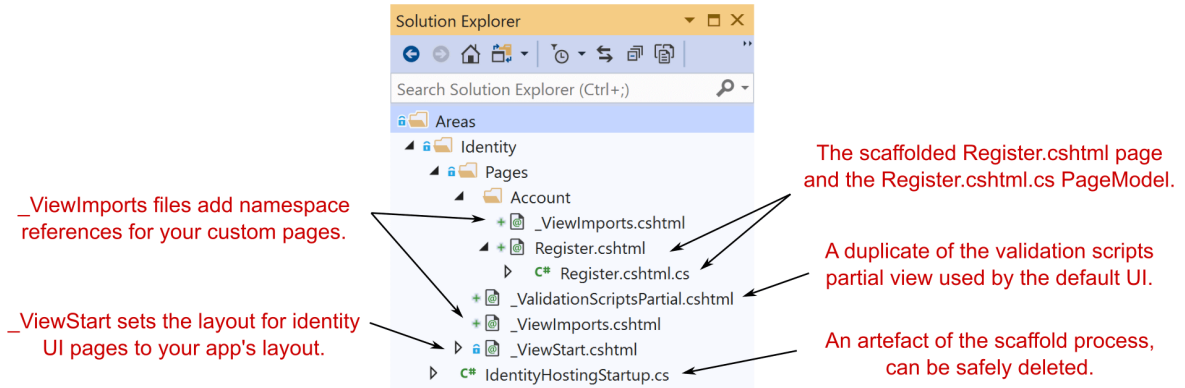 Solution Explorer
Search Solution Explorer (Ctrl+;)
Areas
Identity
Pages
Account
_ViewImports.cshtml
Register.cshtml
C# Register.cshtml.cs
_ValidationScriptsPartial.cshtml
_ViewImports.cshtml
_ViewStart.cshtml
C# IdentityHostingStartup.cs
_ViewImports files add namespace
references for your custom pages.
_ViewStart sets the layout for identity
UI pages to your app's layout.
The scaffolded Register.cshtml page
and the Register.cshtml.cs PageModel.
A duplicate of the validation scripts
partial view used by the default UI.
An artefact of the scaffold process,
can be safely deleted.